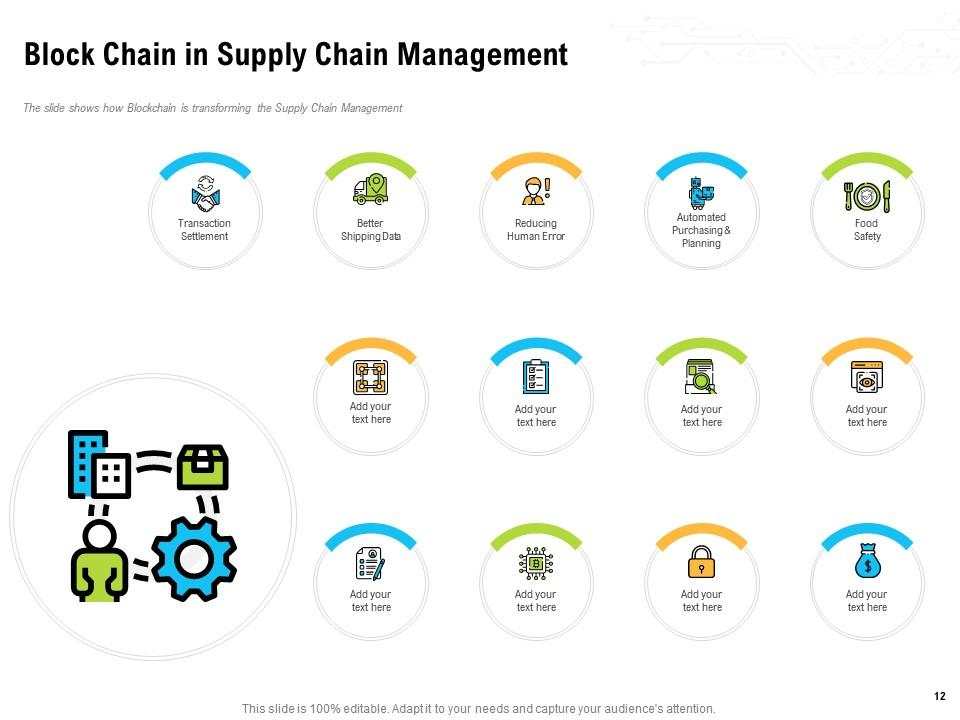 Block Chain in Supply Chain Management
The slide shows how Blockchain is transforming the Supply Chain Management
Transaction
Settlement
Better
Shipping Data
Reducing
Human Error
Automated
Purchasing &
Planning
Food
Safety
Add your
text here
Add your
text here
Add your
text here
Add your
text here
Add your
text here
Add your
text here
Add your
text here
$
Add your
text here
12
This slide is 100% editable. Adapt it to your needs and capture your audience's attention.